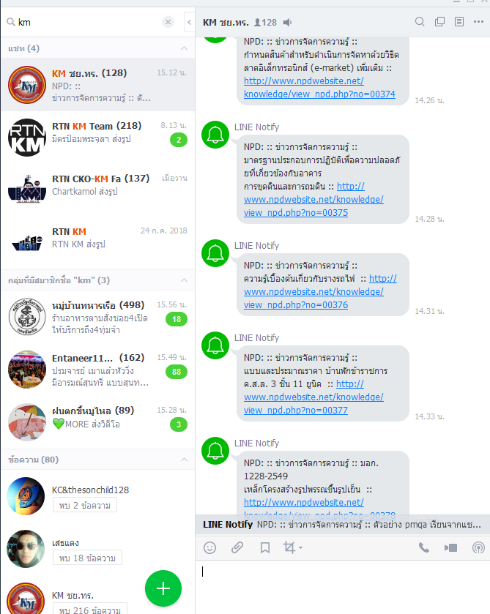 km
แชท (4)
KM ชย.ทร. (128)
15.12 น.
NPD: ::
ข่าวการจัดการความรู้ :: ตั...
RTN KM Team (218)
8.13 น.
มิตรป้อมพระจุฬา ส่งรูป
2
RTN CKO-KM Fa (137)
เมื่อวาน
Chartkamol ส่งรูป
RTN KM
24 ก.ค. 2018
RTN KM ส่งรูป
กลุ่มที่มีสมาชิกชื่อ "km" (3)
หมู่บ้านทหารเรือ (498)
15.56 น.
ร้านอาหารตามสั่งซอย4เปิด
ให้บริการถึง4ทุ่มจ้า
18
Entaneer11... (162)
15.49 น.
ปรมจารย์ เมาแล้วหัววิ่ง
มีอารมณ์สุนทรี แบบสุนท...
88
ฝนตกขี้หมูไหล (89)
15.28 น.
MORE ส่งวิดีโอ
3
ข้อความ (80)
KC&thesonchild128
พบ 2 ข้อความ
เสธแดง
พบ 18 ข้อความ
KM ชย.ทร.
พบ 216 ข้อความ
KM ชย.ทร. 128
NPD: :: ข่าวการจัดการความรู้ ::
กำหนดสินค้าสำหรับดำเนินการจัดหาด้วยวิธีต
ลาดอิเล็กทรอนิกส์ (e-market) เพิ่มเติม ::
http://www.npdwebsite.net/
knowledge/view_npd.php?no=00374
14.26 น.
LINE Notify
NPD: :: ข่าวการจัดการความรู้ ::
มาตรฐานประกอบการปฏิบัติเพื่อความปลอดภั
ยที่เกี่ยวข้องกับอาคาร
การขุดดินและการถมดิน :: http://
www.npdwebsite.net/knowledge/
view_npd.php?no=00375
14.28 น.
LINE Notify
NPD: :: ข่าวการจัดการความรู้ ::
ความรู้เบื้องต้นเกี่ยวกับรางรถไฟ :: http://
www.npdwebsite.net/knowledge/
view_npd.php?no=00376
14.31 น.
LINE Notify
NPD: :: ข่าวการจัดการความรู้ ::
แบบและประมาณราคา บ้านพักข้าราชการ
ค.ส.ล. 3 ชั้น 11 ยูนิต :: http://
www.npdwebsite.net/knowledge/
view_npd.php?no=00377
14.33 น.
LINE Notify
NPD: :: ข่าวการจัดการความรู้ :: มอก.
1228-2549
เหล็กโครงสร้างรูปพรรณขึ้นรูปเย็น ::
http://www.npdwebsite.net/
knowledge/view_npd.php?no=00378
LINE Notify NPD: :: ข่าวการจัดการความรู้ :: ตัวอย่าง pmqa เรียนจากแช...